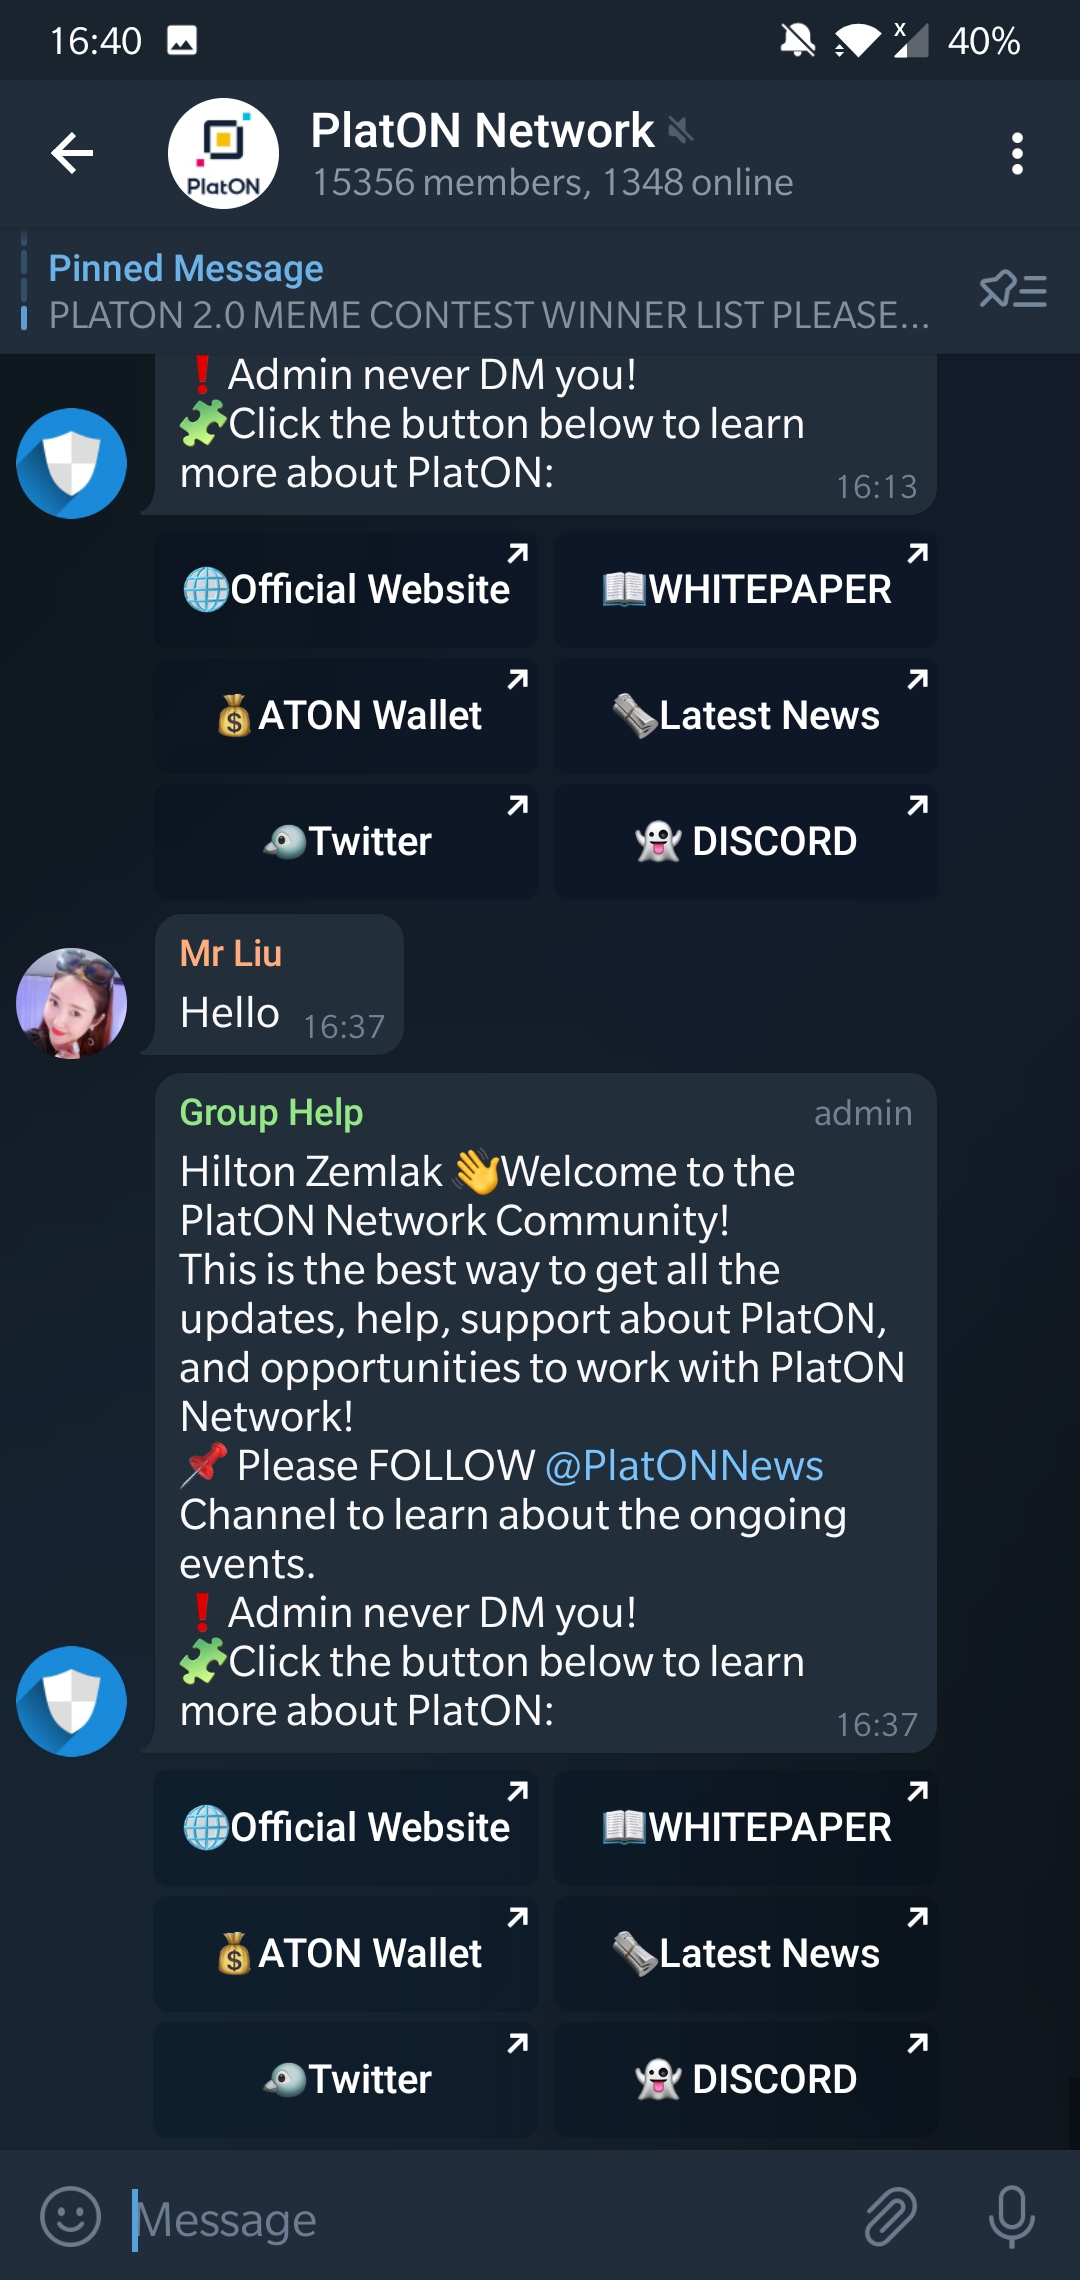 16:40
40%
PlatON
PlatON Network
15356 members, 1348 online
Pinned Message
PLATON 2.0 MEME CONTEST WINNER LIST PLEASE...
❗Admin never DM you!
🧩Click the button below to learn
more about PlatON:
16:13
🌐Official Website
📖WHITEPAPER
💰ATON Wallet
🗞Latest News
🐦Twitter
👻 DISCORD
Mr Liu
Hello 16:37
Group Help admin
Hilton Zemlak 👋Welcome to the
PlatON Network Community!
This is the best way to get all the
updates, help, support about PlatON,
and opportunities to work with PlatON
Network!
📌 Please FOLLOW @PlatONNews
Channel to learn about the ongoing
events.
❗Admin never DM you!
🧩Click the button below to learn
more about PlatON:
16:37
🌐Official Website
📖WHITEPAPER
💰ATON Wallet
🗞Latest News
🐦Twitter
👻 DISCORD
Message